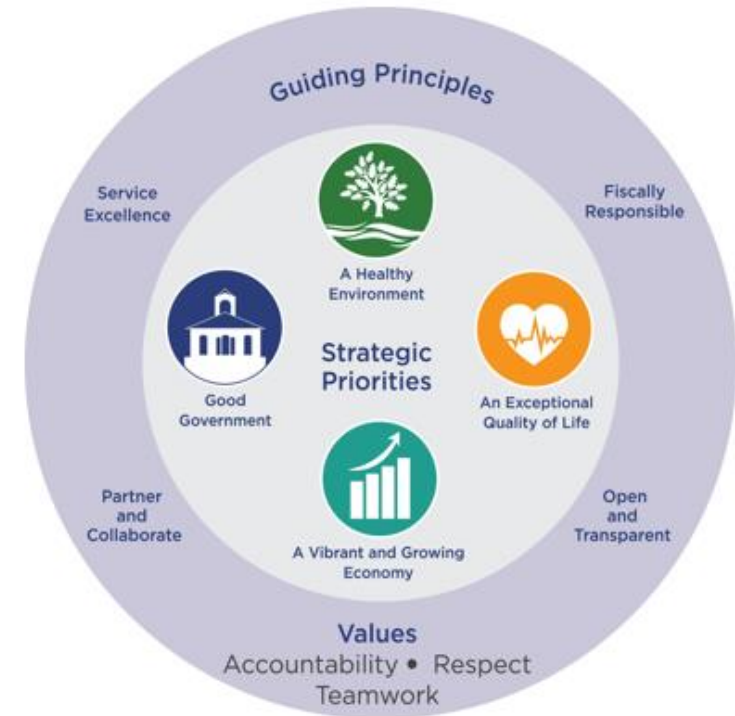 Guiding Principles
Service
Excellence
Fiscally
Responsible
A Healthy
Environment
Strategic
Priorities
Good
Government
An Exceptional
Quality of Life
Partner
and
Collaborate
Open
and
Transparent
A Vibrant and Growing
Economy
Values
Accountability • Respect
Teamwork